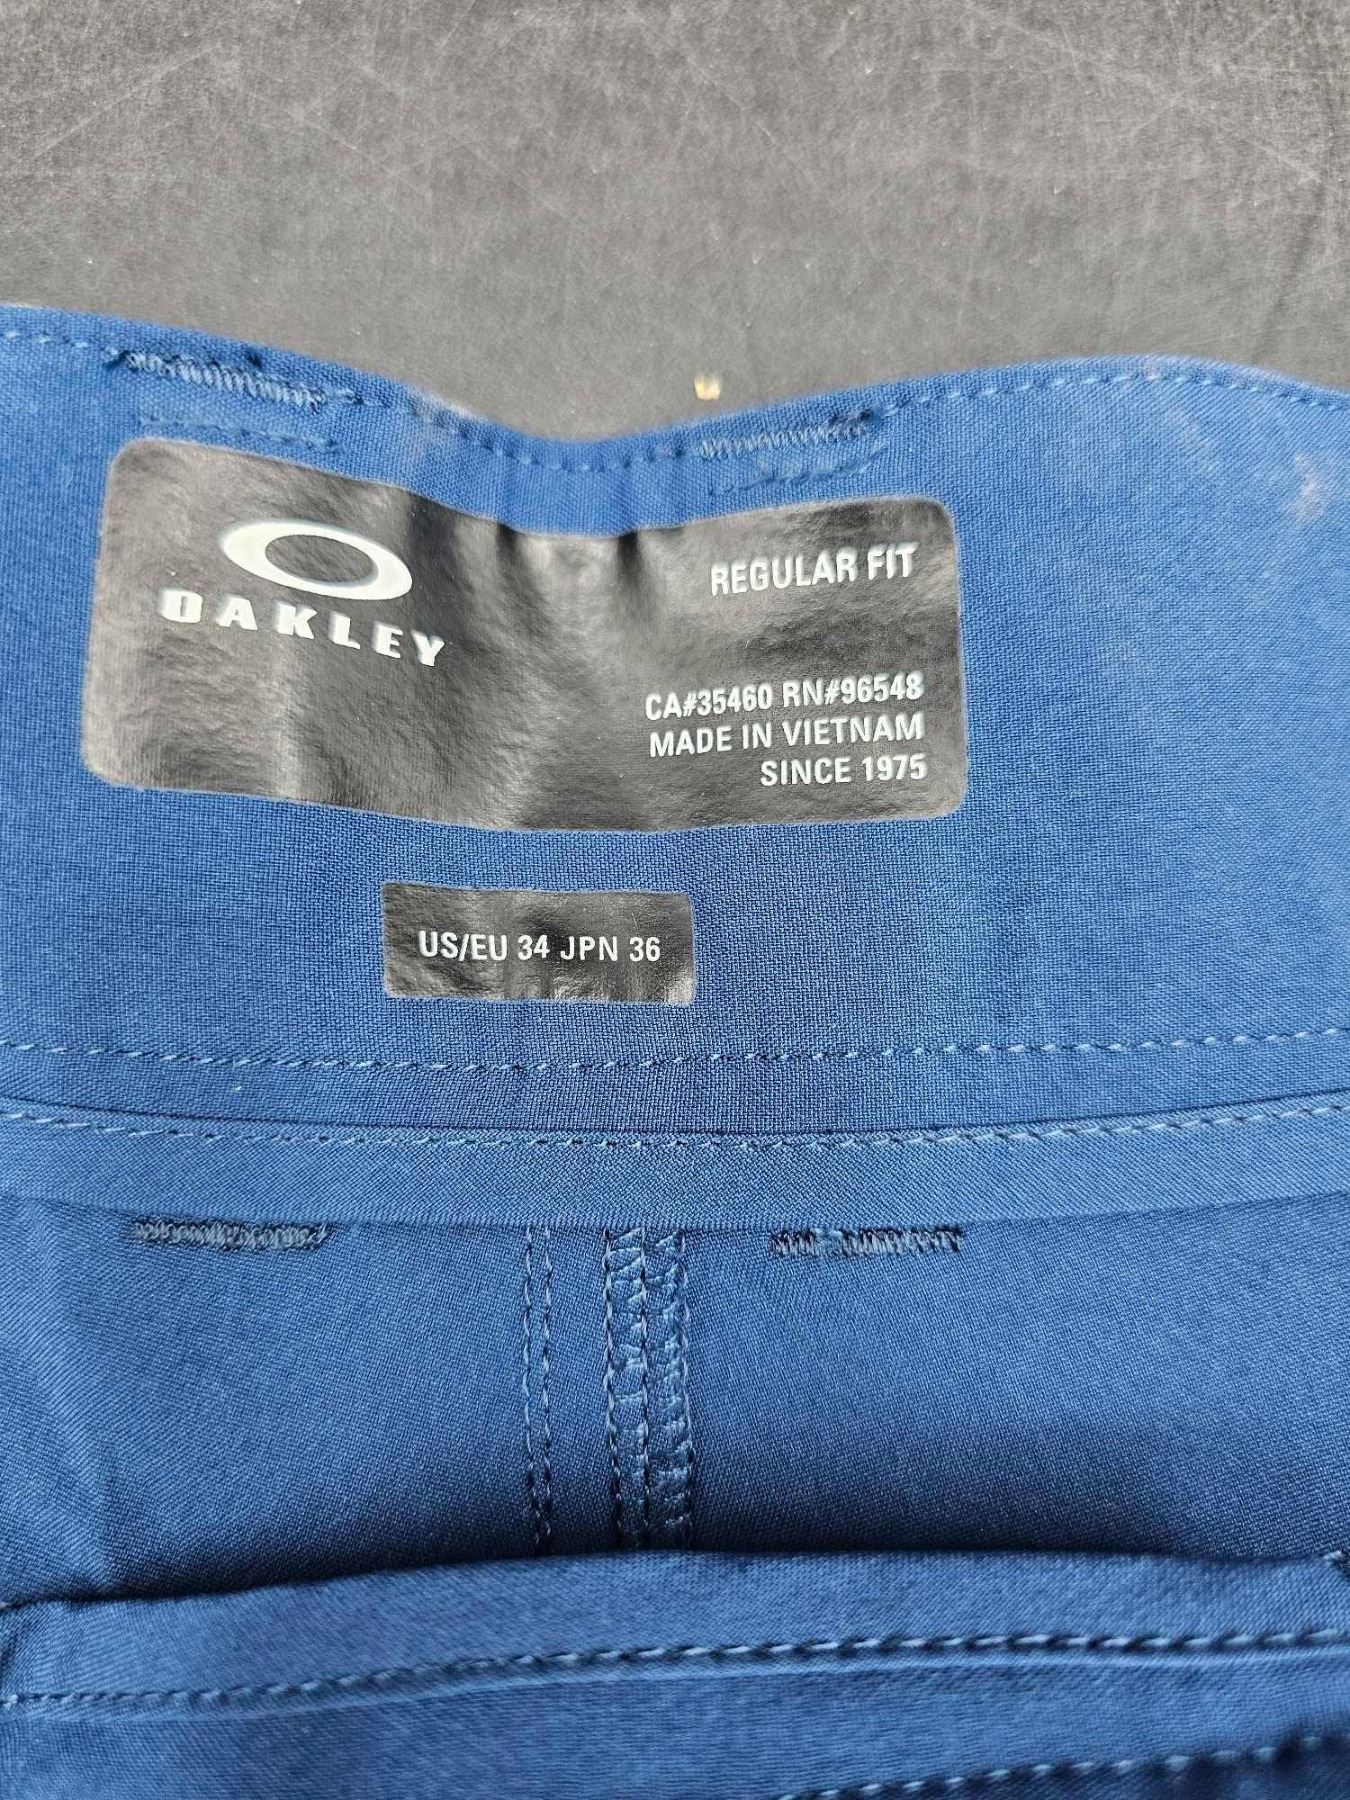 OAKLEY
REGULAR FIT
CA#35460 RN#96548
MADE IN VIETNAM
SINCE 1975
US/EU 34 JPN 36